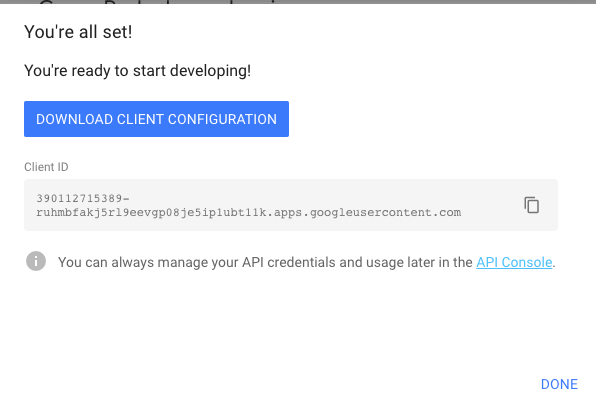 You're all set!
You're ready to start developing!
DOWNLOAD CLIENT CONFIGURATION
Client ID
390112715389-
ruhmbfakj5rl9eevgp08je5ip1ubt11k.apps.googleusercontent.com
You can always manage your API credentials and usage later in the API Console.
DONE